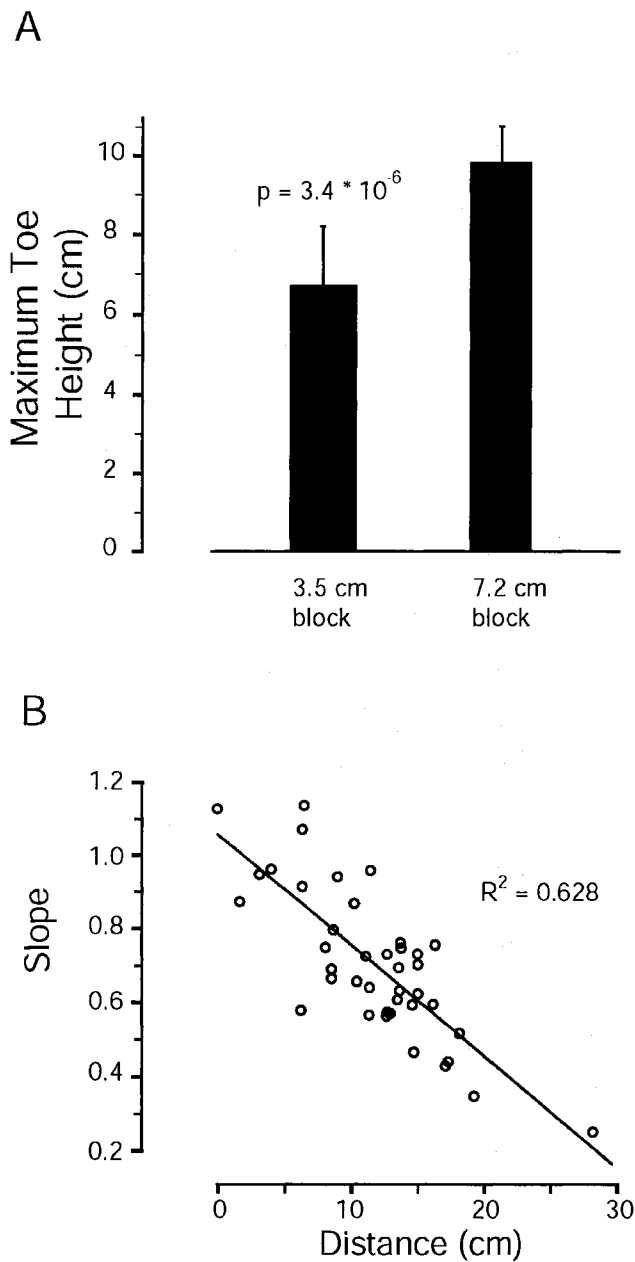 A
Maximum Toe
Height (cm)
10
8
6
4
2
0
p = 3.4 * 10-6
3.5 cm
block
7.2 cm
block
B
Slope
1.2
1.0
0.8
0.6
0.4
0.2
R2 = 0.628
0
10
20
30
Distance (cm)